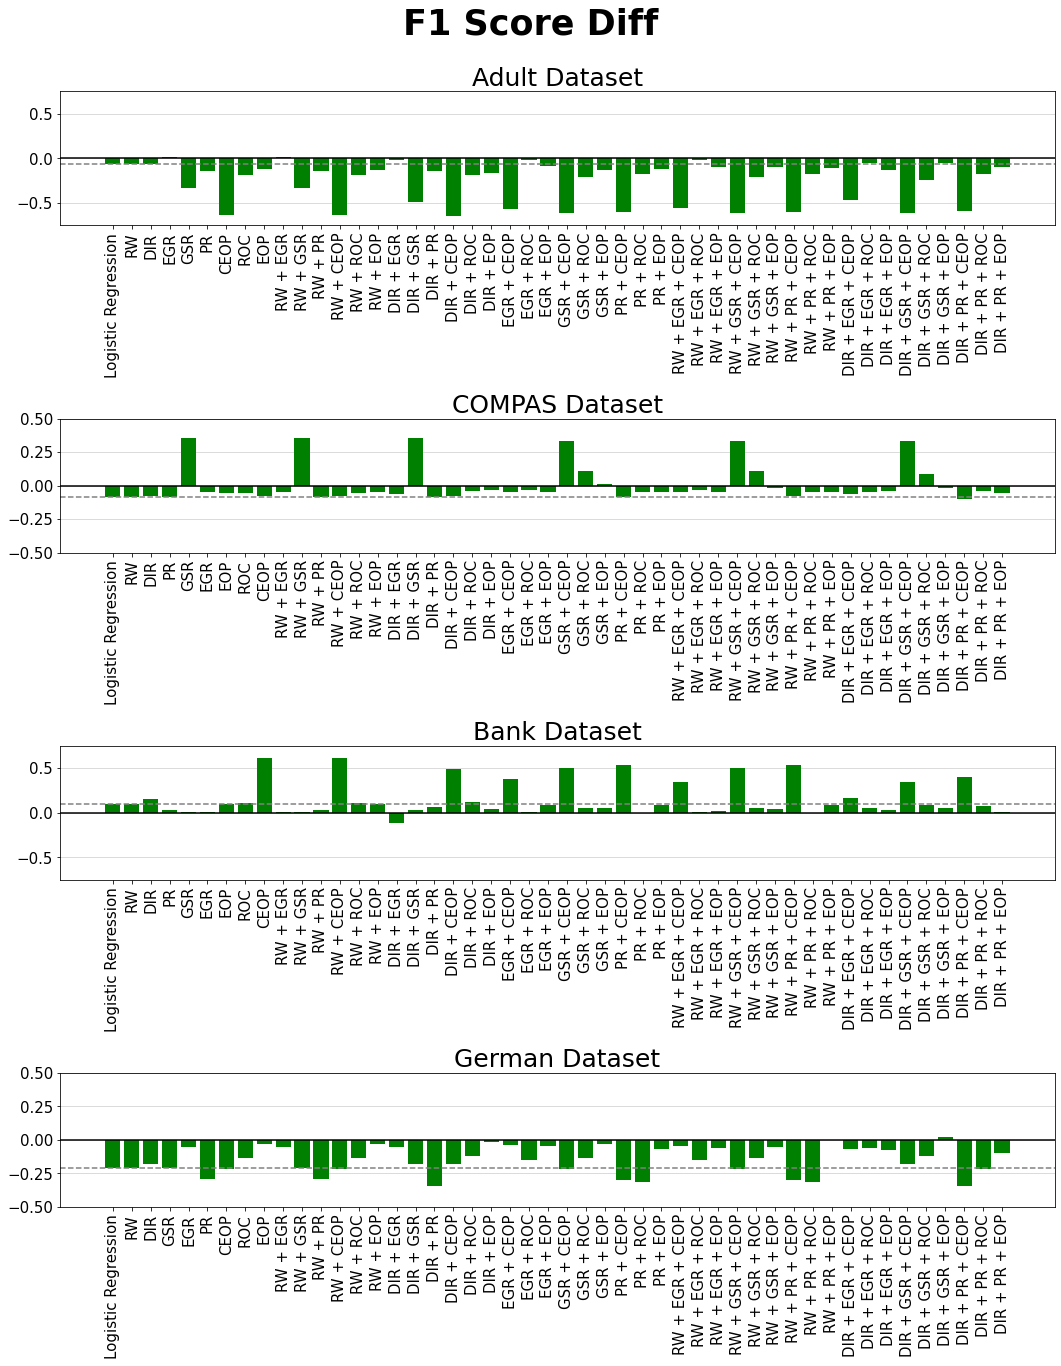 F1 Score Diff
Adult Dataset
0.5
0.0
−0.5
Logistic Regression
RW
DIR
EGR
GSR
PR
CEOP
ROC
EOP
RW + EGR
RW + GSR
RW + PR
RW + CEOP
RW + ROC
RW + EOP
DIR + EGR
DIR + GSR
DIR + PR
DIR + CEOP
DIR + ROC
DIR + EOP
EGR + CEOP
EGR + ROC
EGR + EOP
GSR + CEOP
GSR + ROC
GSR + EOP
PR + CEOP
PR + ROC
PR + EOP
RW + EGR + CEOP
RW + EGR + ROC
RW + EGR + EOP
RW + GSR + CEOP
RW + GSR + ROC
RW + GSR + EOP
RW + PR + CEOP
RW + PR + ROC
RW + PR + EOP
DIR + EGR + CEOP
DIR + EGR + ROC
DIR + EGR + EOP
DIR + GSR + CEOP
DIR + GSR + ROC
DIR + GSR + EOP
DIR + PR + CEOP
DIR + PR + ROC
DIR + PR + EOP
COMPAS Dataset
0.50
0.25
0.00
−0.25
−0.50
Logistic Regression
RW
DIR
PR
GSR
EGR
EOP
ROC
CEOP
RW + EGR
RW + GSR
RW + PR
RW + CEOP
RW + ROC
RW + EOP
DIR + EGR
DIR + GSR
DIR + PR
DIR + CEOP
DIR + ROC
DIR + EOP
EGR + CEOP
EGR + ROC
EGR + EOP
GSR + CEOP
GSR + ROC
GSR + EOP
PR + CEOP
PR + ROC
PR + EOP
RW + EGR + CEOP
RW + EGR + ROC
RW + EGR + EOP
RW + GSR + CEOP
RW + GSR + ROC
RW + GSR + EOP
RW + PR + CEOP
RW + PR + ROC
RW + PR + EOP
DIR + EGR + CEOP
DIR + EGR + ROC
DIR + EGR + EOP
DIR + GSR + CEOP
DIR + GSR + ROC
DIR + GSR + EOP
DIR + PR + CEOP
DIR + PR + ROC
DIR + PR + EOP
Bank Dataset
0.5
0.0
−0.5
Logistic Regression
RW
DIR
PR
GSR
EGR
EOP
ROC
CEOP
RW + EGR
RW + GSR
RW + PR
RW + CEOP
RW + ROC
RW + EOP
DIR + EGR
DIR + GSR
DIR + PR
DIR + CEOP
DIR + ROC
DIR + EOP
EGR + CEOP
EGR + ROC
EGR + EOP
GSR + CEOP
GSR + ROC
GSR + EOP
PR + CEOP
PR + ROC
PR + EOP
RW + EGR + CEOP
RW + EGR + ROC
RW + EGR + EOP
RW + GSR + CEOP
RW + GSR + ROC
RW + GSR + EOP
RW + PR + CEOP
RW + PR + ROC
RW + PR + EOP
DIR + EGR + CEOP
DIR + EGR + ROC
DIR + EGR + EOP
DIR + GSR + CEOP
DIR + GSR + ROC
DIR + GSR + EOP
DIR + PR + CEOP
DIR + PR + ROC
DIR + PR + EOP
German Dataset
0.50
0.25
0.00
−0.25
−0.50
Logistic Regression
RW
DIR
GSR
EGR
PR
CEOP
ROC
EOP
RW + EGR
RW + GSR
RW + PR
RW + CEOP
RW + ROC
RW + EOP
DIR + EGR
DIR + GSR
DIR + PR
DIR + CEOP
DIR + ROC
DIR + EOP
EGR + CEOP
EGR + ROC
EGR + EOP
GSR + CEOP
GSR + ROC
GSR + EOP
PR + CEOP
PR + ROC
PR + EOP
RW + EGR + CEOP
RW + EGR + ROC
RW + EGR + EOP
RW + GSR + CEOP
RW + GSR + ROC
RW + GSR + EOP
RW + PR + CEOP
RW + PR + ROC
RW + PR + EOP
DIR + EGR + CEOP
DIR + EGR + ROC
DIR + EGR + EOP
DIR + GSR + CEOP
DIR + GSR + ROC
DIR + GSR + EOP
DIR + PR + CEOP
DIR + PR + ROC
DIR + PR + EOP